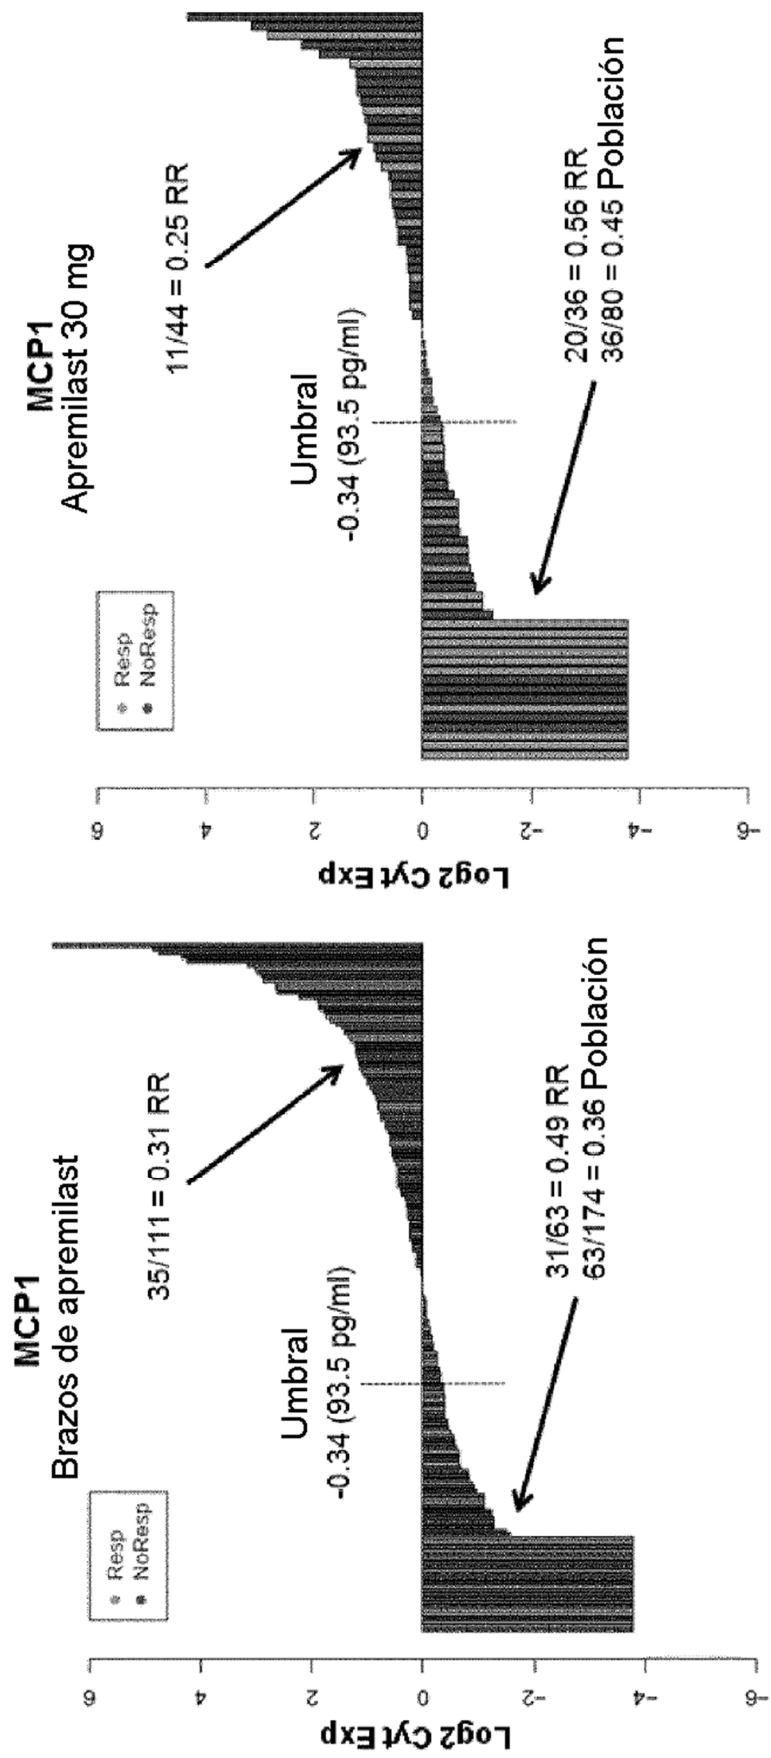 MCP1
Brazos de apremilast
Resp
NoResp
35/111 = 0.31 RR
Umbral
-0.34 (93.5 pg/ml)
31/63 = 0.49 RR
63/174 = 0.36 Población
Log2 Cyt Exp
6
4
2
0
-2
-4
-6
MCP1
Apremilast 30 mg
Resp
NoResp
11/44 = 0.25 RR
Umbral
-0.34 (93.5 pg/ml)
20/36 = 0.56 RR
36/80 = 0.45 Población
Log2 Cyt Exp
6
4
2
0
-2
-4
-6